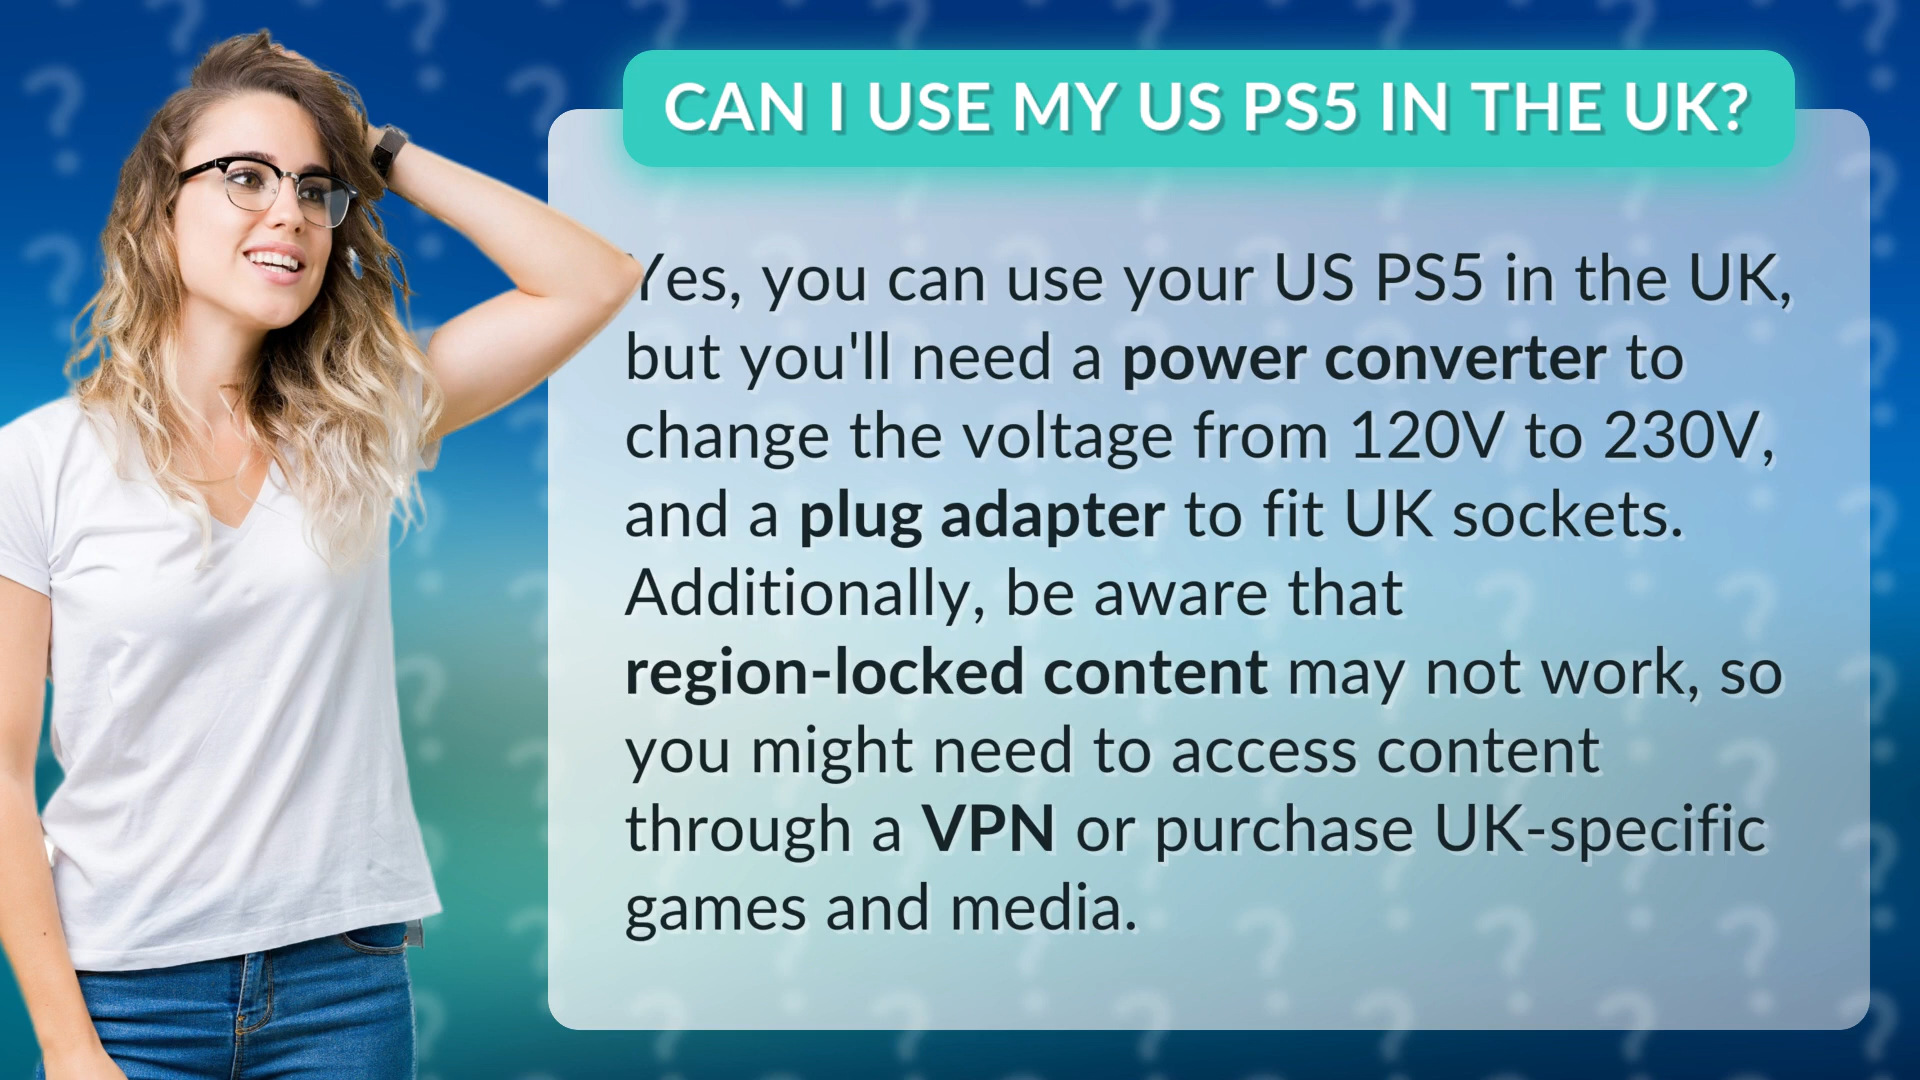 CAN I USE MY US PS5 IN THE UK?
Yes, you can use your US PS5 in the UK,
but you'll need a power converter to
change the voltage from 120V to 230V,
and a plug adapter to fit UK sockets.
Additionally, be aware that
region-locked content may not work, so
you might need to access content
through a VPN or purchase UK-specific
games and media.